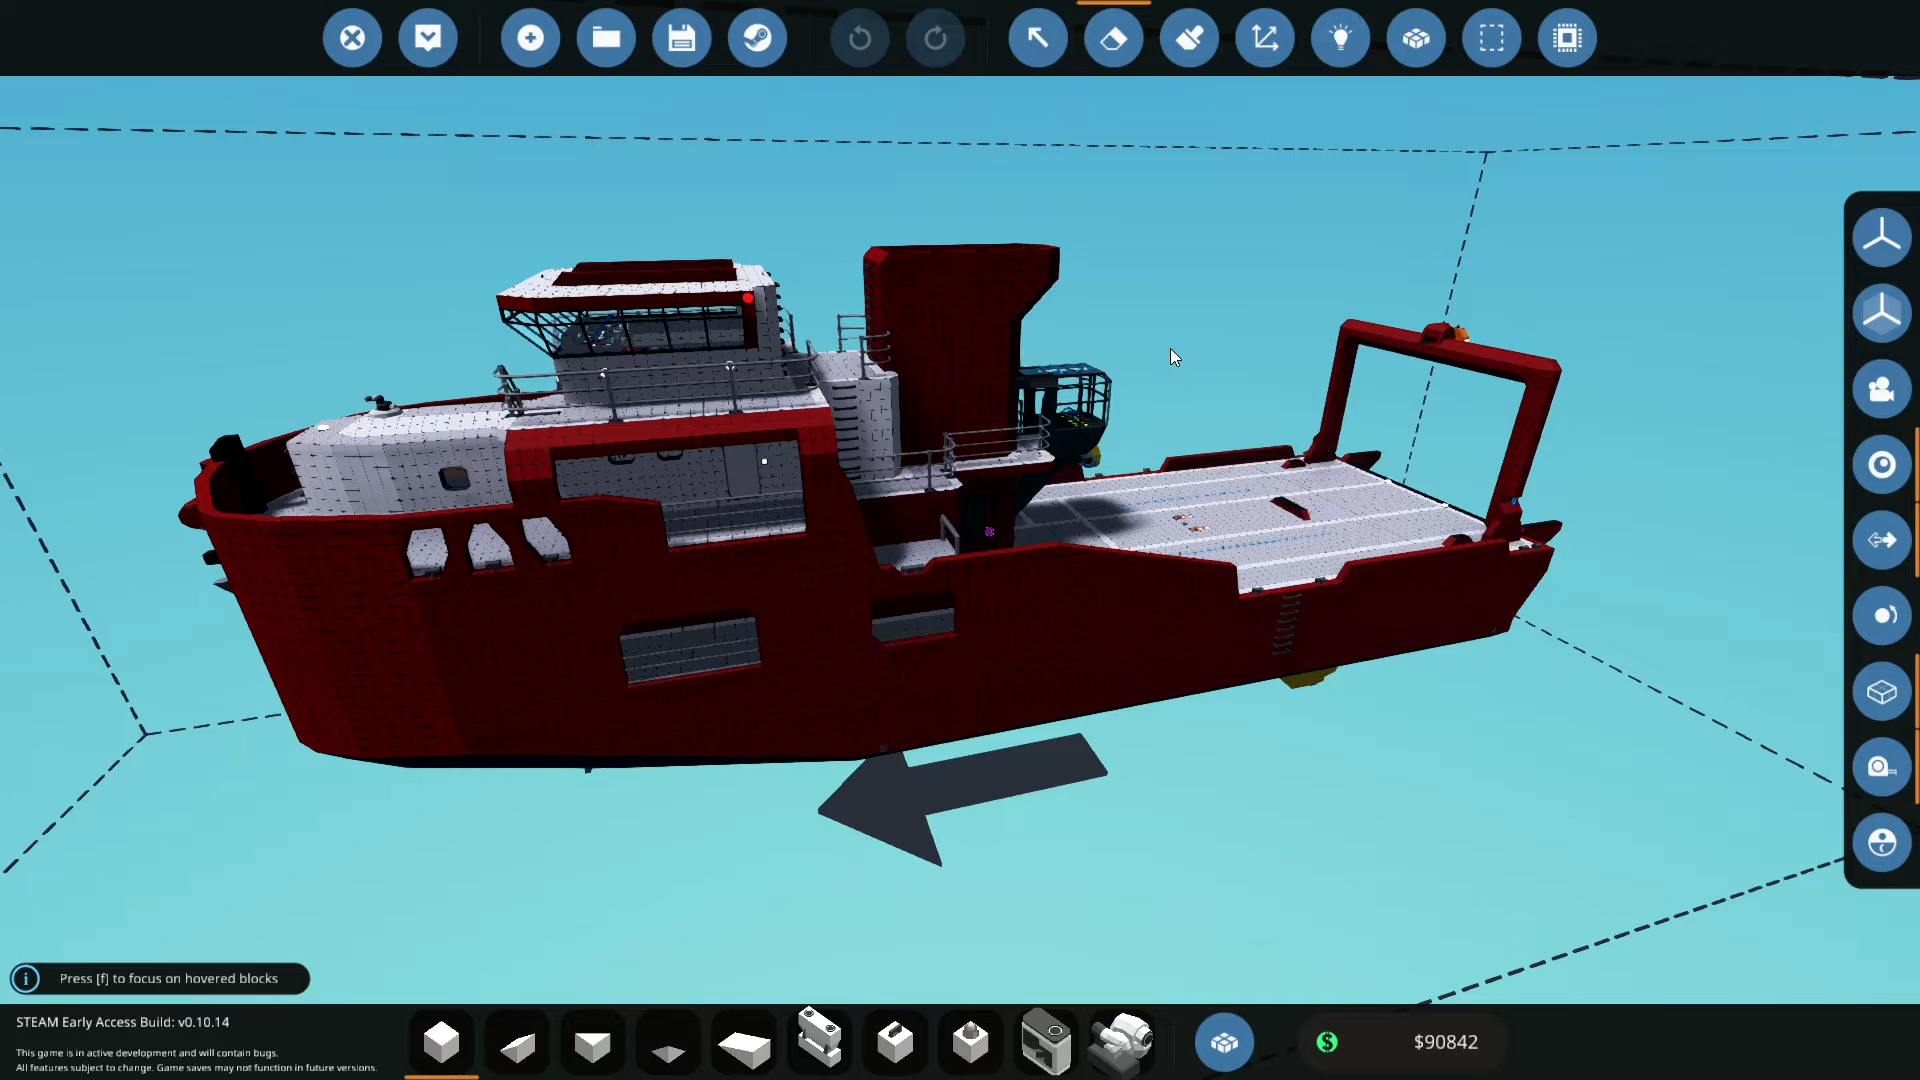 Press [f] to focus on hovered blocks
STEAM Early Access Build: v0.10.14
$90842
This game is in active development and will contain bugs.
All features subject to change. Game saves may not function in future versions.